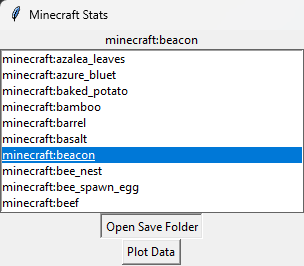 Minecraft Stats
minecraft:beacon
minecraft:azalea_leaves
minecraft:azure_bluet
minecraft:baked_potato
minecraft:bamboo
minecraft:barrel
minecraft:basalt
minecraft:beacon
minecraft:bee_nest
minecraft:bee_spawn_egg
minecraft:beef
Open Save Folder
Plot Data